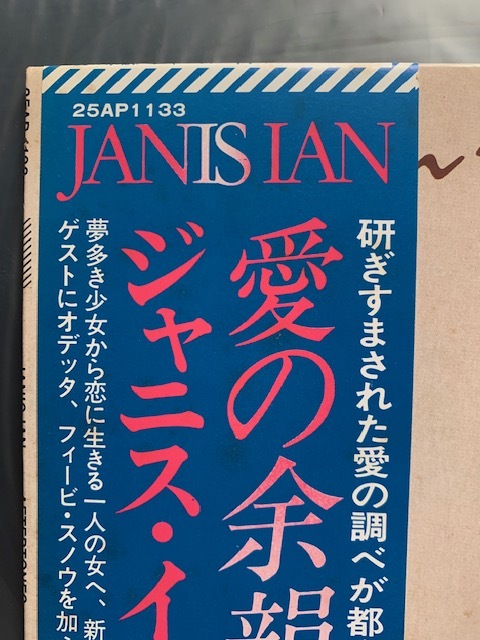 25AP1133
JANIS IAN
研ぎすまされた愛の調べが都
愛の余韻
ジャニス・イ
夢多き少女から恋に生きる一人の女へ、新
ゲストにオデッタ、フィービ・スノウを加え